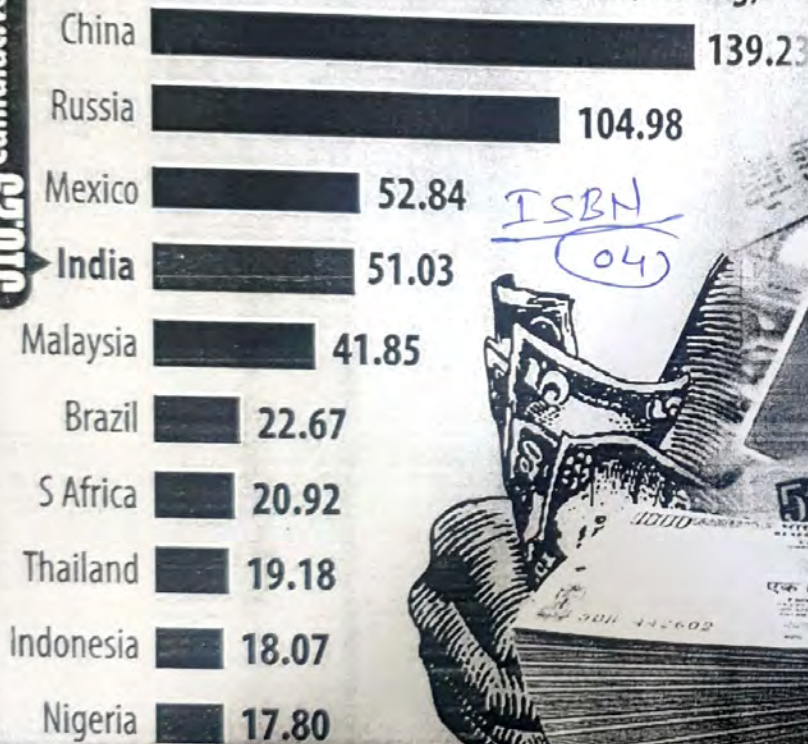 China 139.23
Russia 104.98
Mexico 52.84
ISBN
04
India 51.03
Malaysia 41.85
Brazil 22.67
S Africa 20.92
Thailand 19.18
Indonesia 18.07
Nigeria 17.80